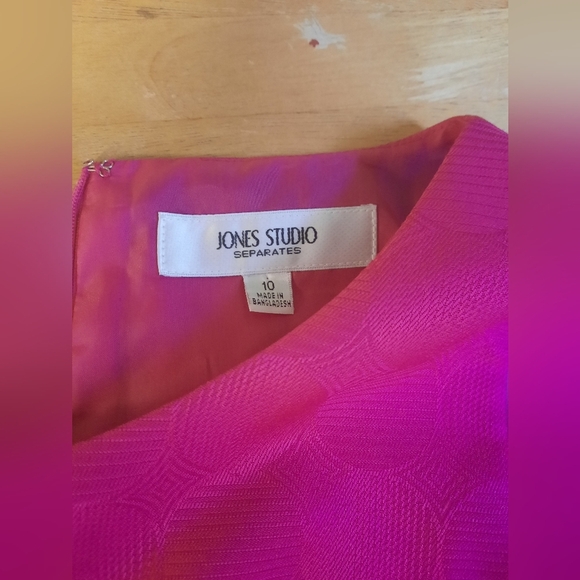 JONES STUDIO
SEPARATES
10
MADE IN
BANGLADESH